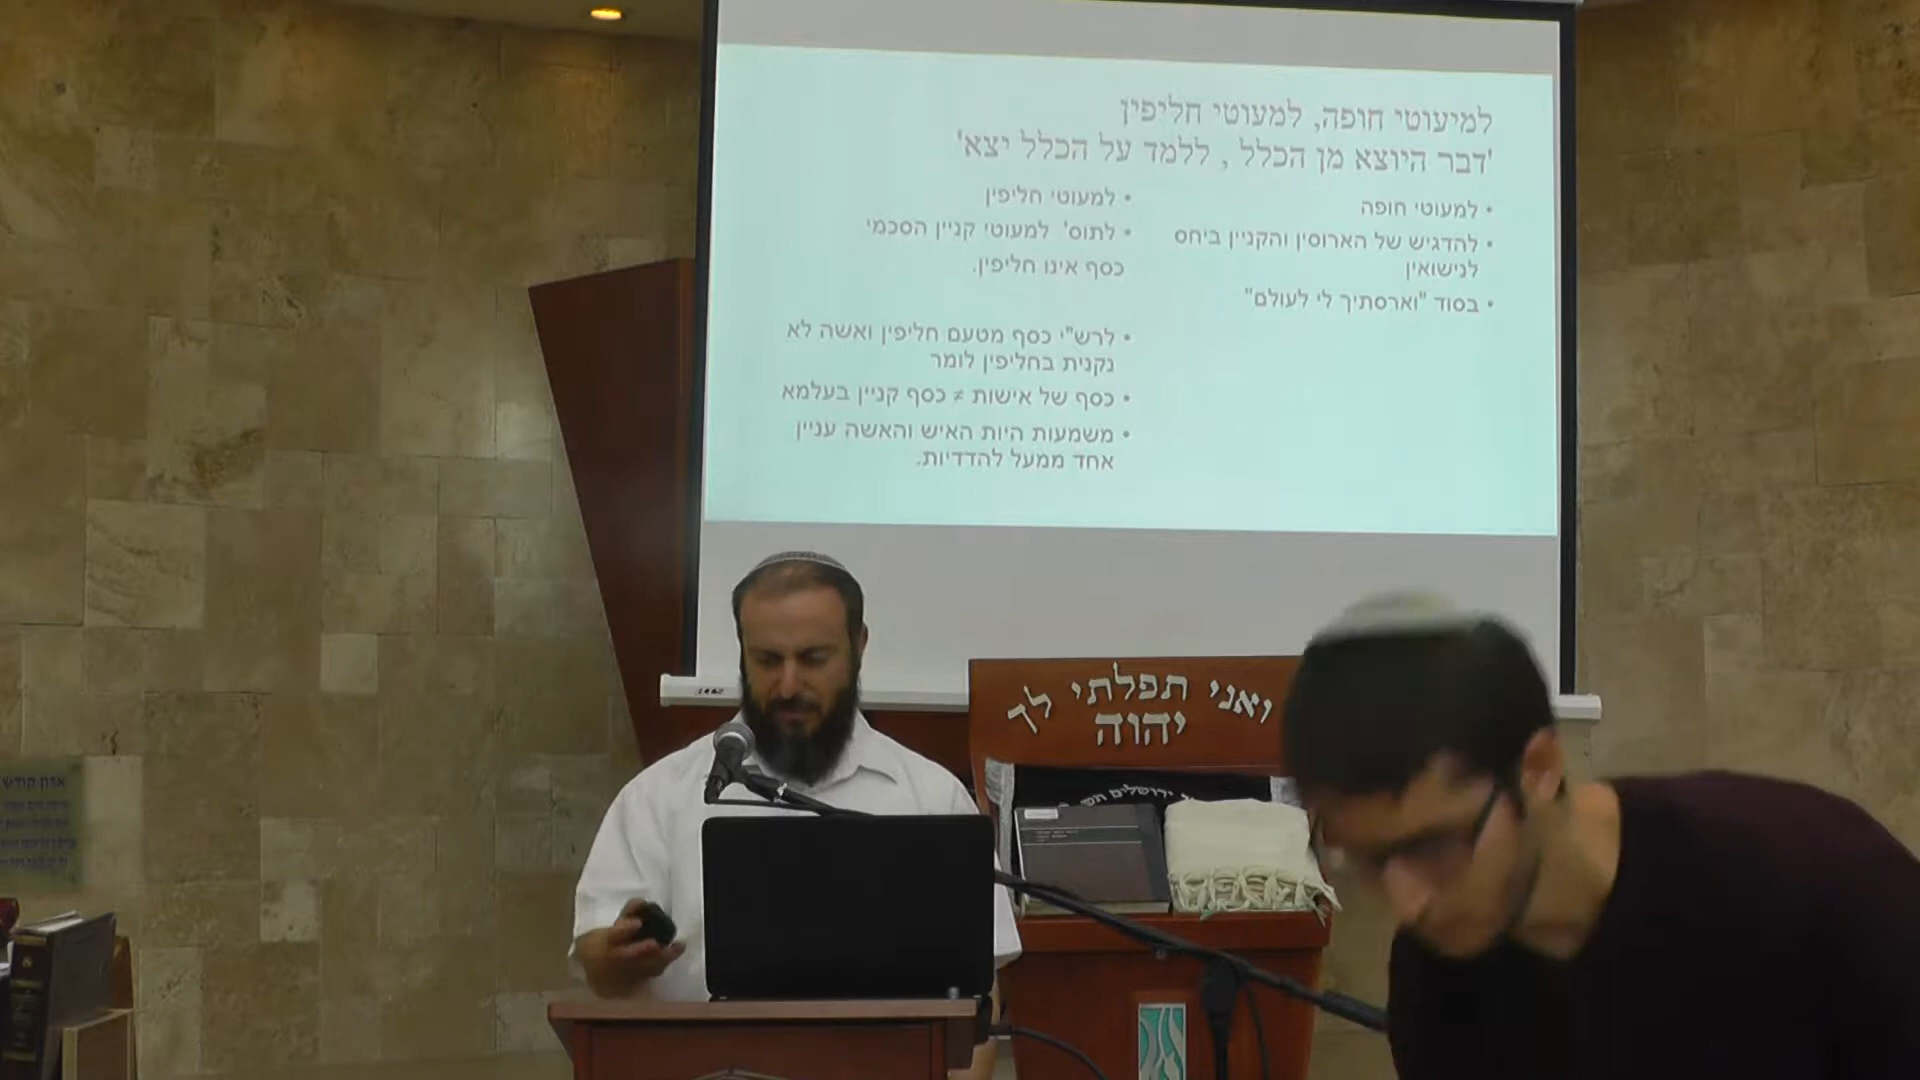 למיעוטי חופה, למעוטי חליפין
'דבר היוצא מן הכלל , ללמד על הכלל יצא'
• למעוטי חופה
• להדגיש של הארוסין והקניין ביחס
לנישואין
• בסוד "וארסתיך לי לעולם"
• למעוטי חליפין
• לתוס' למעוטי קניין הסכמי
כסף אינו חליפין.
• לרש"י כסף מטעם חליפין ואשה לא
נקנית בחליפין לומר
• כסף של אישות ≠ כסף קניין בעלמא
• משמעות היות האיש והאשה עניין
אחד ממעל להדדיות.
ואני תפלתי לך
יהוה
ירושלים
ארון קודש